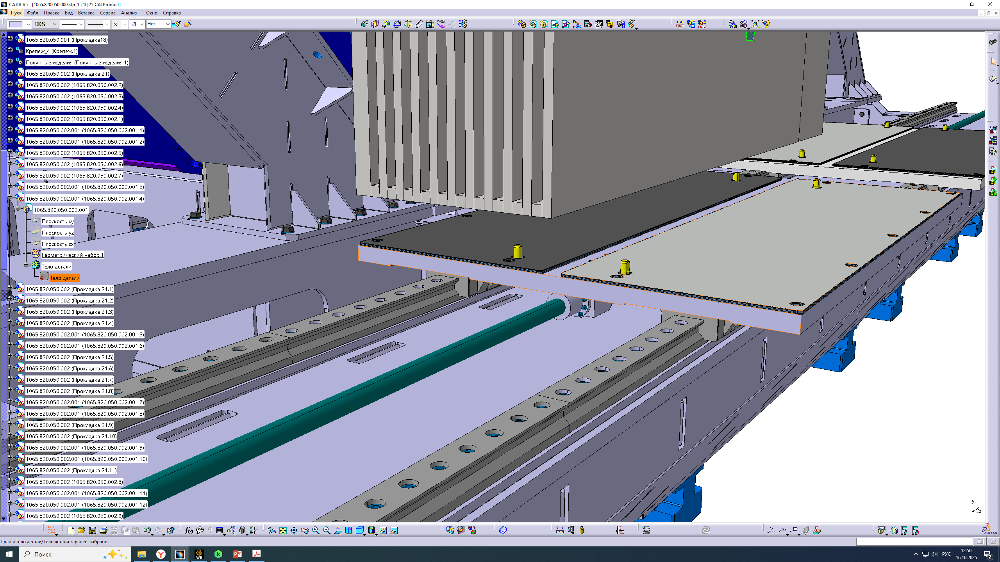 CATIA V5 - [1065.820.050.000.stp_15,10,25.CATProduct]
Пуск Файл Правка Вид Вставка Сервис Анализ Окно Справка
100% Нет
IGA ГОСТ АВТО
1065.820.050.001 (Прокладка18)
Крепеж_4 (Крепеж.1)
Покупные изделия (Покупные изделия.1)
1065.820.050.002 (Прокладка 21)
1065.820.050.002 (1065.820.050.002.2)
1065.820.050.002 (1065.820.050.002.3)
1065.820.050.002 (1065.820.050.002.4)
1065.820.050.002 (1065.820.050.002.1)
1065.820.050.002.001 (1065.820.050.002.001.1)
1065.820.050.002.001 (1065.820.050.002.001.2)
1065.820.050.002 (1065.820.050.002.5)
1065.820.050.002 (1065.820.050.002.6)
1065.820.050.002 (1065.820.050.002.7)
1065.820.050.002.001 (1065.820.050.002.001.3)
1065.820.050.002.001 (1065.820.050.002.001.4)
1065.820.050.002.001
Плоскость xy
Плоскость yz
Плоскость zx
Геометрический набор.1
Тело детали
Тело детали
1065.820.050.002 (Прокладка 21.1)
1065.820.050.002 (Прокладка 21.2)
1065.820.050.002 (Прокладка 21.3)
1065.820.050.002 (Прокладка 21.4)
1065.820.050.002.001 (1065.820.050.002.001.5)
1065.820.050.002.001 (1065.820.050.002.001.6)
1065.820.050.002 (Прокладка 21.5)
1065.820.050.002 (Прокладка 21.6)
1065.820.050.002 (Прокладка 21.7)
1065.820.050.002 (Прокладка 21.8)
1065.820.050.002.001 (1065.820.050.002.001.7)
1065.820.050.002.001 (1065.820.050.002.001.8)
1065.820.050.002 (Прокладка 21.9)
1065.820.050.002 (Прокладка 21.10)
1065.820.050.002.001 (1065.820.050.002.001.9)
1065.820.050.002.001 (1065.820.050.002.001.10)
1065.820.050.002 (Прокладка 21.11)
1065.820.050.002 (1065.820.050.002.8)
1065.820.050.002.001 (1065.820.050.002.001.11)
1065.820.050.002.001 (1065.820.050.002.001.12)
1065.820.050.002 (1065.820.050.002.9)
y
x
z
f(x) ABC
CATIA
Грань/Тело детали/Тело детали заранее выбрано
Поиск
WB
РУС
12:50
16.10.2025
2